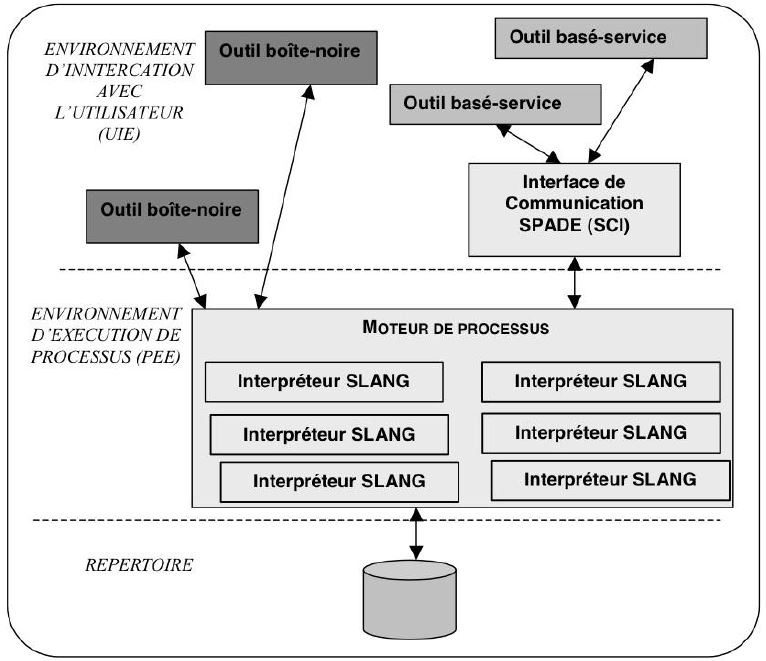 ENVIRONNEMENT
D'INNTERCATION
AVEC
L'UTILISATEUR
(UIE)
Outil boîte-noire
Outil basé-service
Outil basé-service
Outil boîte-noire
Interface de
Communication
SPADE (SCI)
ENVIRONNEMENT
D'EXECUTION DE
PROCESSUS (PEE)
MOTEUR DE PROCESSUS
Interpréteur SLANG
Interpréteur SLANG
Interpréteur SLANG
Interpréteur SLANG
Interpréteur SLANG
Interpréteur SLANG
REPERTOIRE